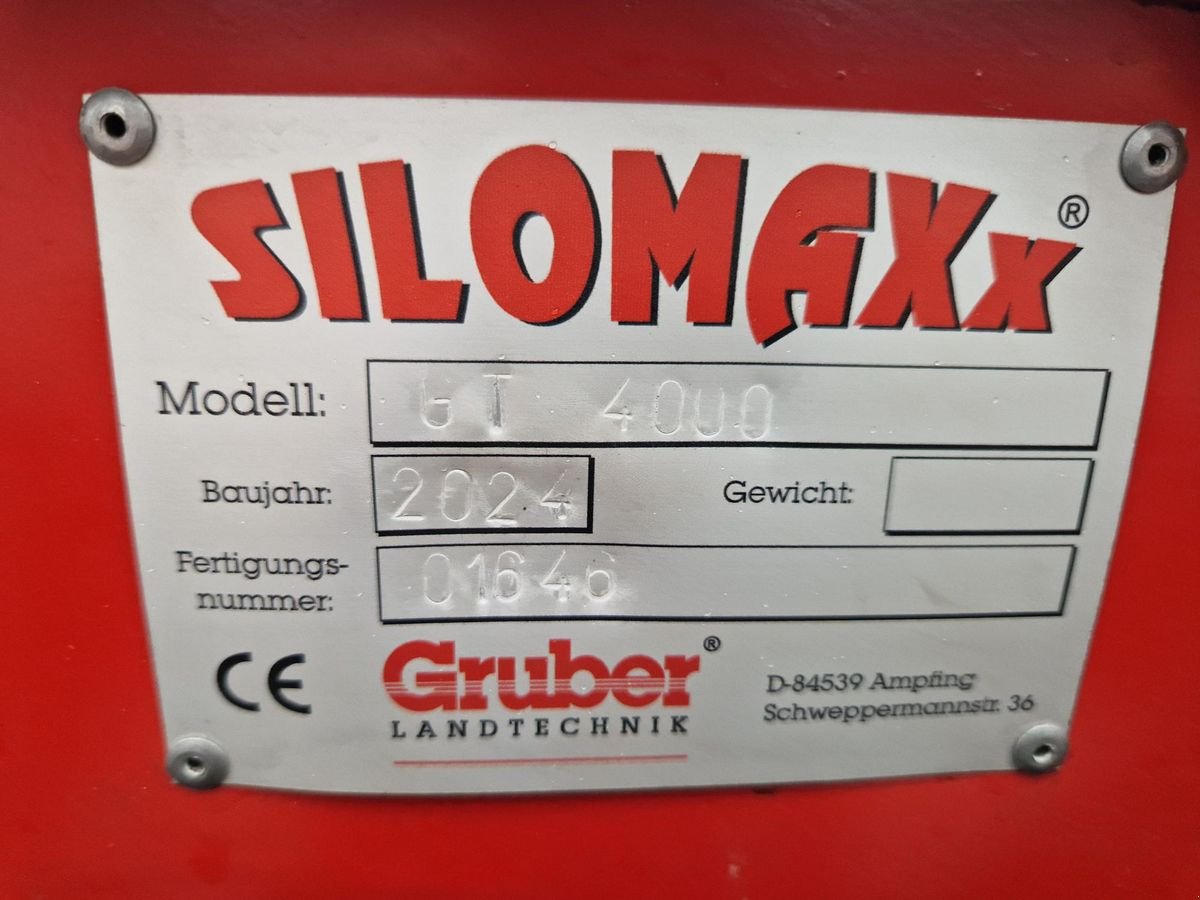 SILOMAXx®
Modell: GT 4000
Baujahr: 2024 Gewicht:
Fertigungs-
nummer: 01646
CE Gruber®
LANDTECHNIK
D-84539 Ampfing
Schweppermannstr. 36